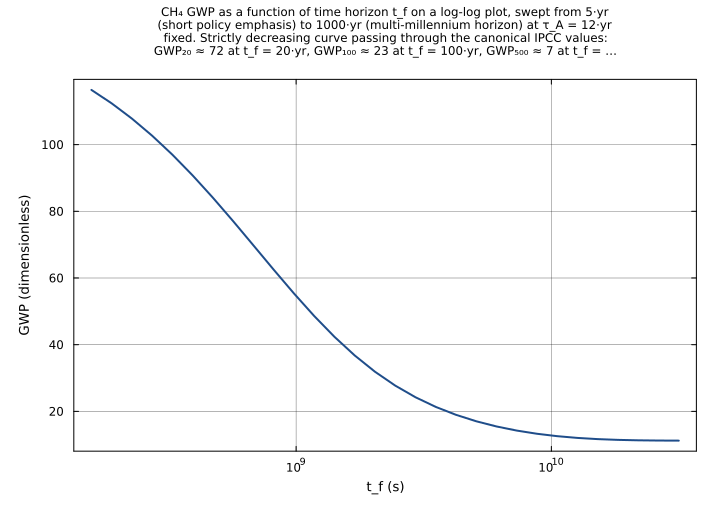 CH₄ GWP as a function of time horizon t_f on a log-log plot, swept from 5·yr
(short policy emphasis) to 1000·yr (multi-millennium horizon) at τ_A = 12·yr
fixed. Strictly decreasing curve passing through the canonical IPCC values:
GWP₂₀ ≈ 72 at t_f = 20·yr, GWP₁₀₀ ≈ 23 at t_f = 100·yr, GWP₅₀₀ ≈ 7 at t_f = ...
100
80
60
40
20
GWP (dimensionless)
10⁹
10¹⁰
t_f (s)